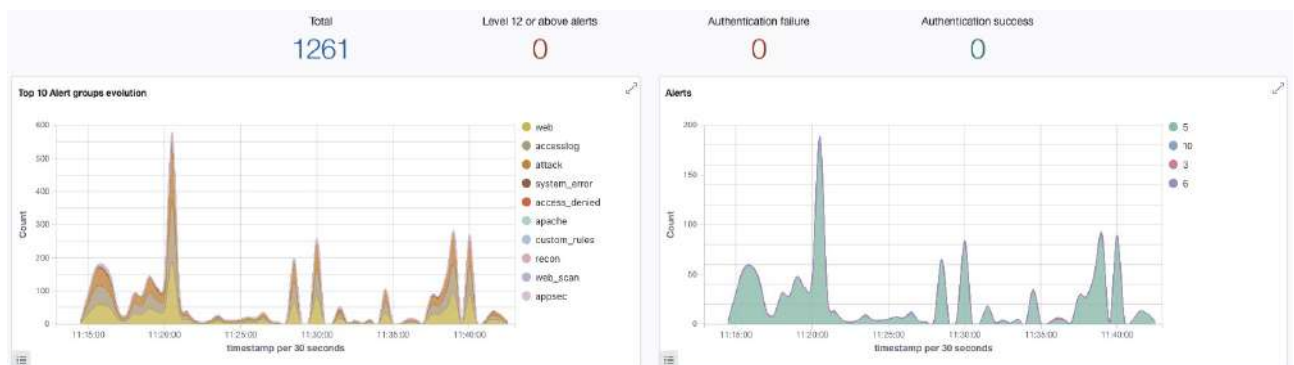 Total
Level 12 or above alerts
Authentication failure
Authentication success
1261
0
0
0
Top 10 Alert groups evolution
600
500
400
300
200
100
0
Count
11:15:00
11:20:00
11:25:00
11:30:00
11:35:00
11:40:00
timestamp per 30 seconds
web
accesslog
attack
system_error
access_denied
apache
custom_rules
recon
web_scan
appsec
Alerts
200
150
100
50
0
Count
11:15:00
11:20:00
11:25:00
11:30:00
11:35:00
11:40:00
timestamp per 30 seconds
5
10
3
6